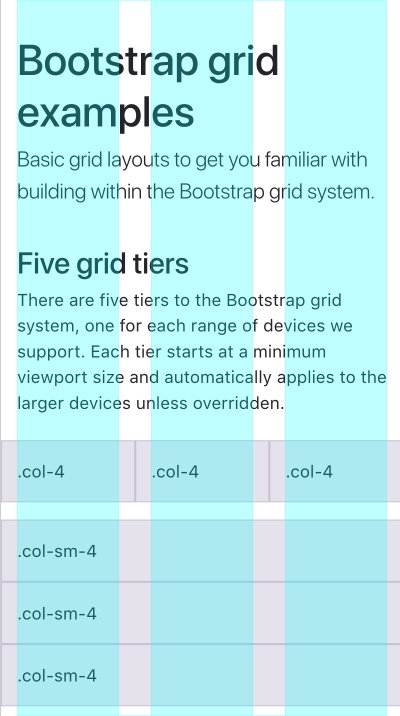 Bootstrap grid
examples
Basic grid layouts to get you familiar with
building within the Bootstrap grid system.
Five grid tiers
There are five tiers to the Bootstrap grid
system, one for each range of devices we
support. Each tier starts at a minimum
viewport size and automatically applies to the
larger devices unless overridden.
.col-4 .col-4 .col-4
.col-sm-4
.col-sm-4
.col-sm-4